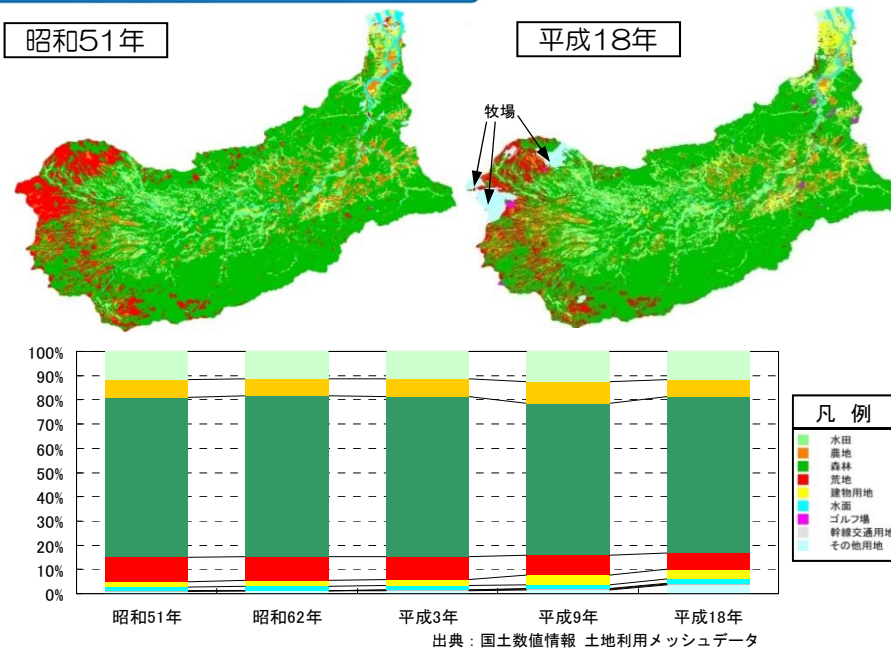 昭和51年
平成18年
牧場
100%
90%
80%
70%
60%
50%
40%
30%
20%
10%
0%
昭和51年 昭和62年 平成3年 平成9年 平成18年
凡 例
水田
農地
森林
荒地
建物用地
水面
ゴルフ場
幹線交通用地
その他用地
出典：国土数値情報 土地利用メッシュデータ